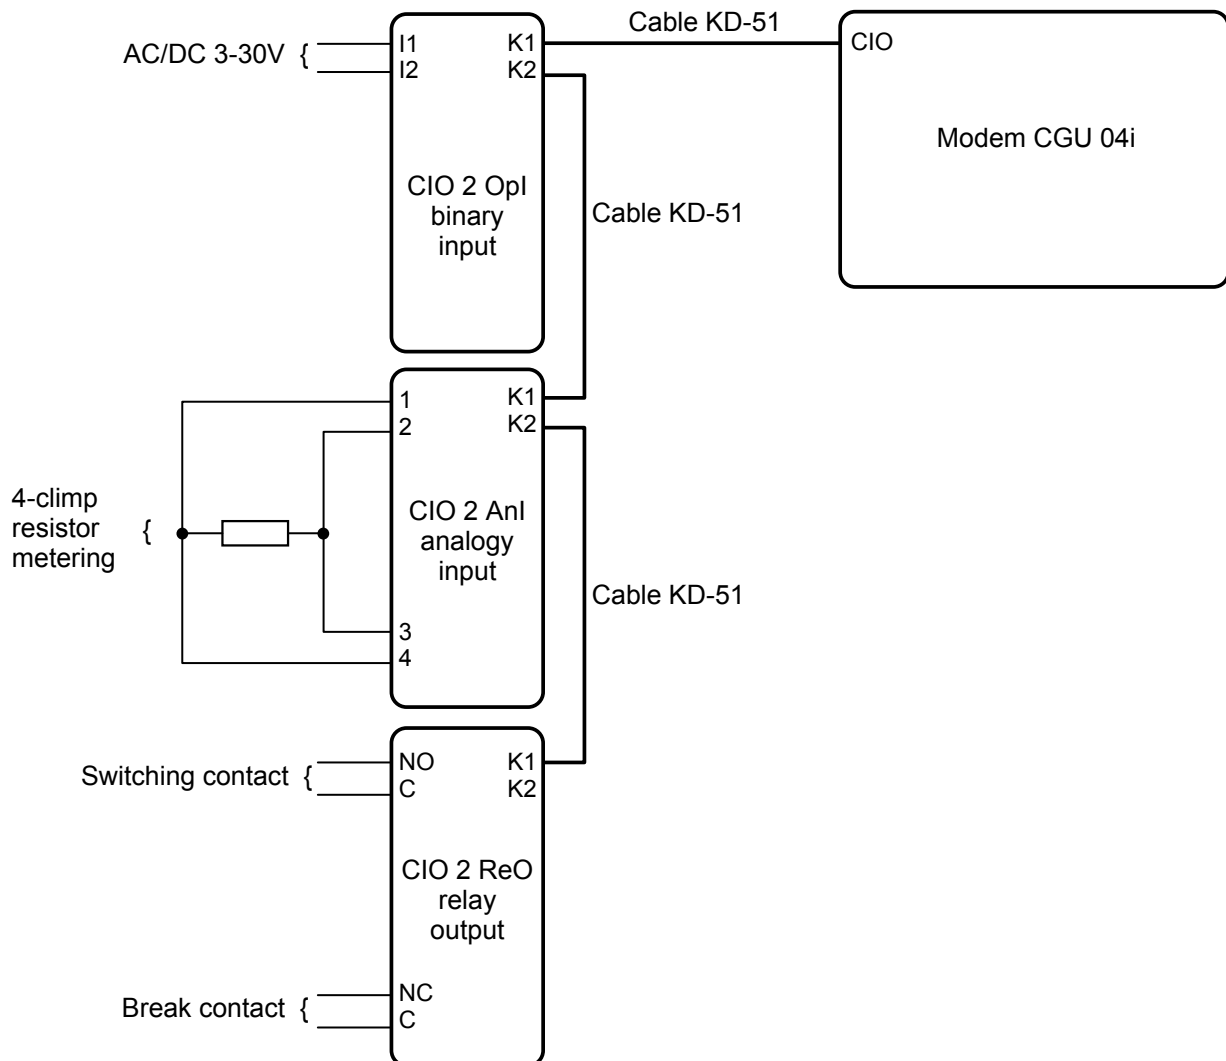 Cable KD-51
AC/DC 3-30V {
I1
I2
K1
K2
CIO 2 OpI
binary
input
CIO
Modem CGU 04i
Cable KD-51
1
2
K1
K2
4-climp
resistor
metering
{
CIO 2 AnI
analogy
input
3
4
Cable KD-51
Switching contact {
NO
C
K1
K2
CIO 2 ReO
relay
output
Break contact {
NC
C